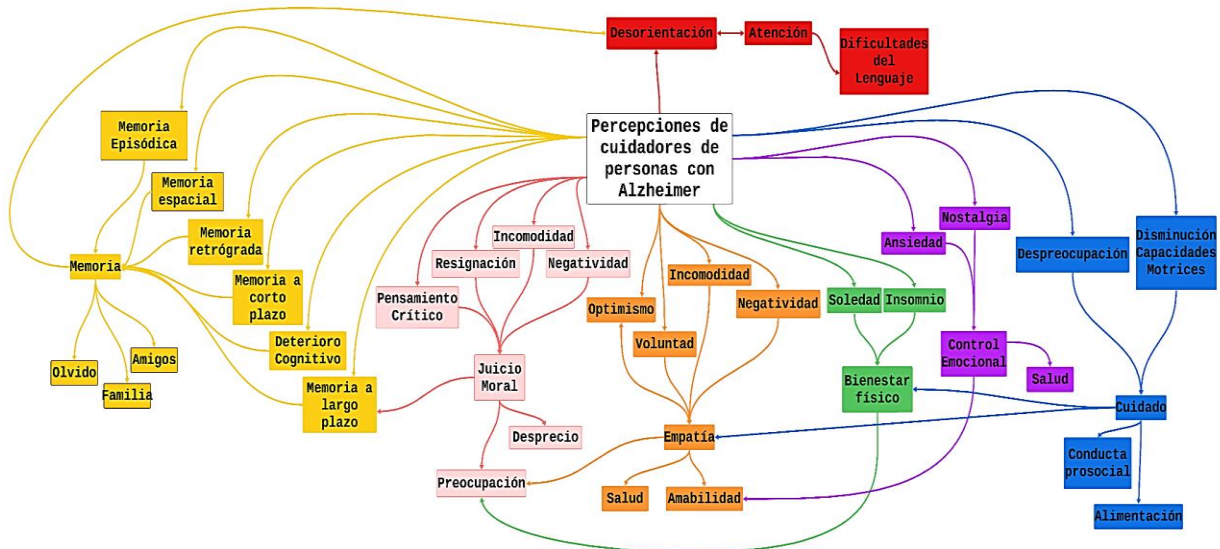 Desorientación
Atención
Dificultades
del
Lenguaje
Percepciones de
cuidadores de
personas con
Alzheimer
Memoria
Episódica
Memoria
espacial
Memoria
retrógrada
Memoria
Memoria a
corto
plazo
Deterioro
Cognitivo
Memoria a
largo
plazo
Olvido
Familia
Amigos
Incomodidad
Resignación
Negatividad
Pensamiento
Crítico
Juicio
Moral
Desprecio
Preocupación
Incomodidad
Optimismo
Negatividad
Voluntad
Empatía
Salud
Amabilidad
Soledad
Insomnio
Bienestar
físico
Nostalgia
Ansiedad
Control
Emocional
Salud
Despreocupación
Disminución
Capacidades
Motrices
Cuidado
Conducta
prosocial
Alimentación